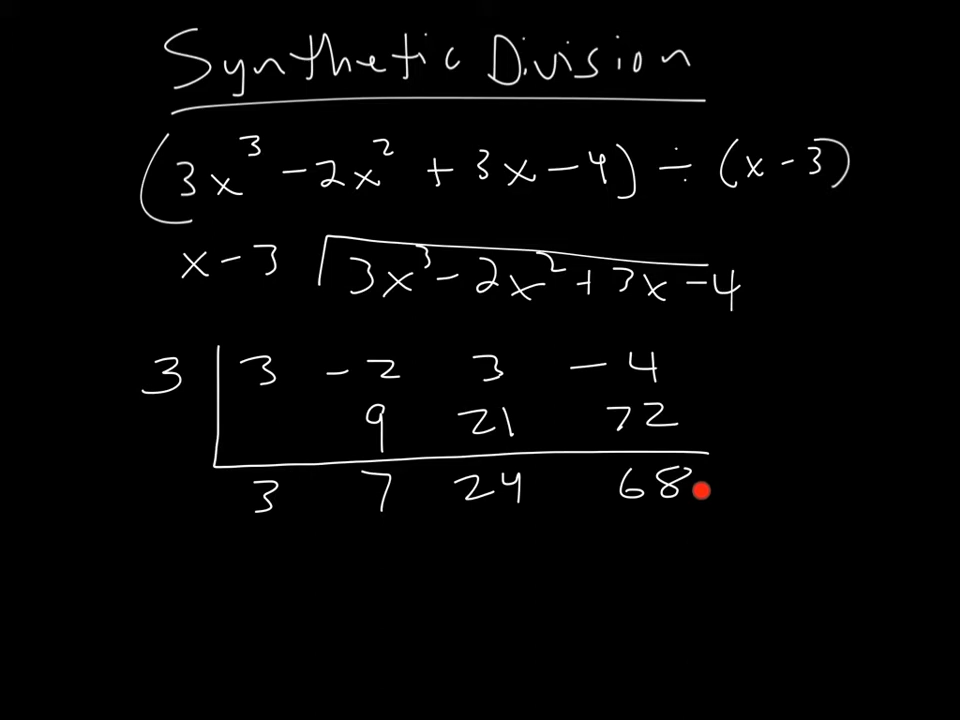 Synthetic Division
(3x³ - 2x² + 3x - 4) ÷ (x - 3)
x - 3 3x³ - 2x² + 3x - 4
3 | 3 - 2 3 - 4
9 21 72
3 7 24 68